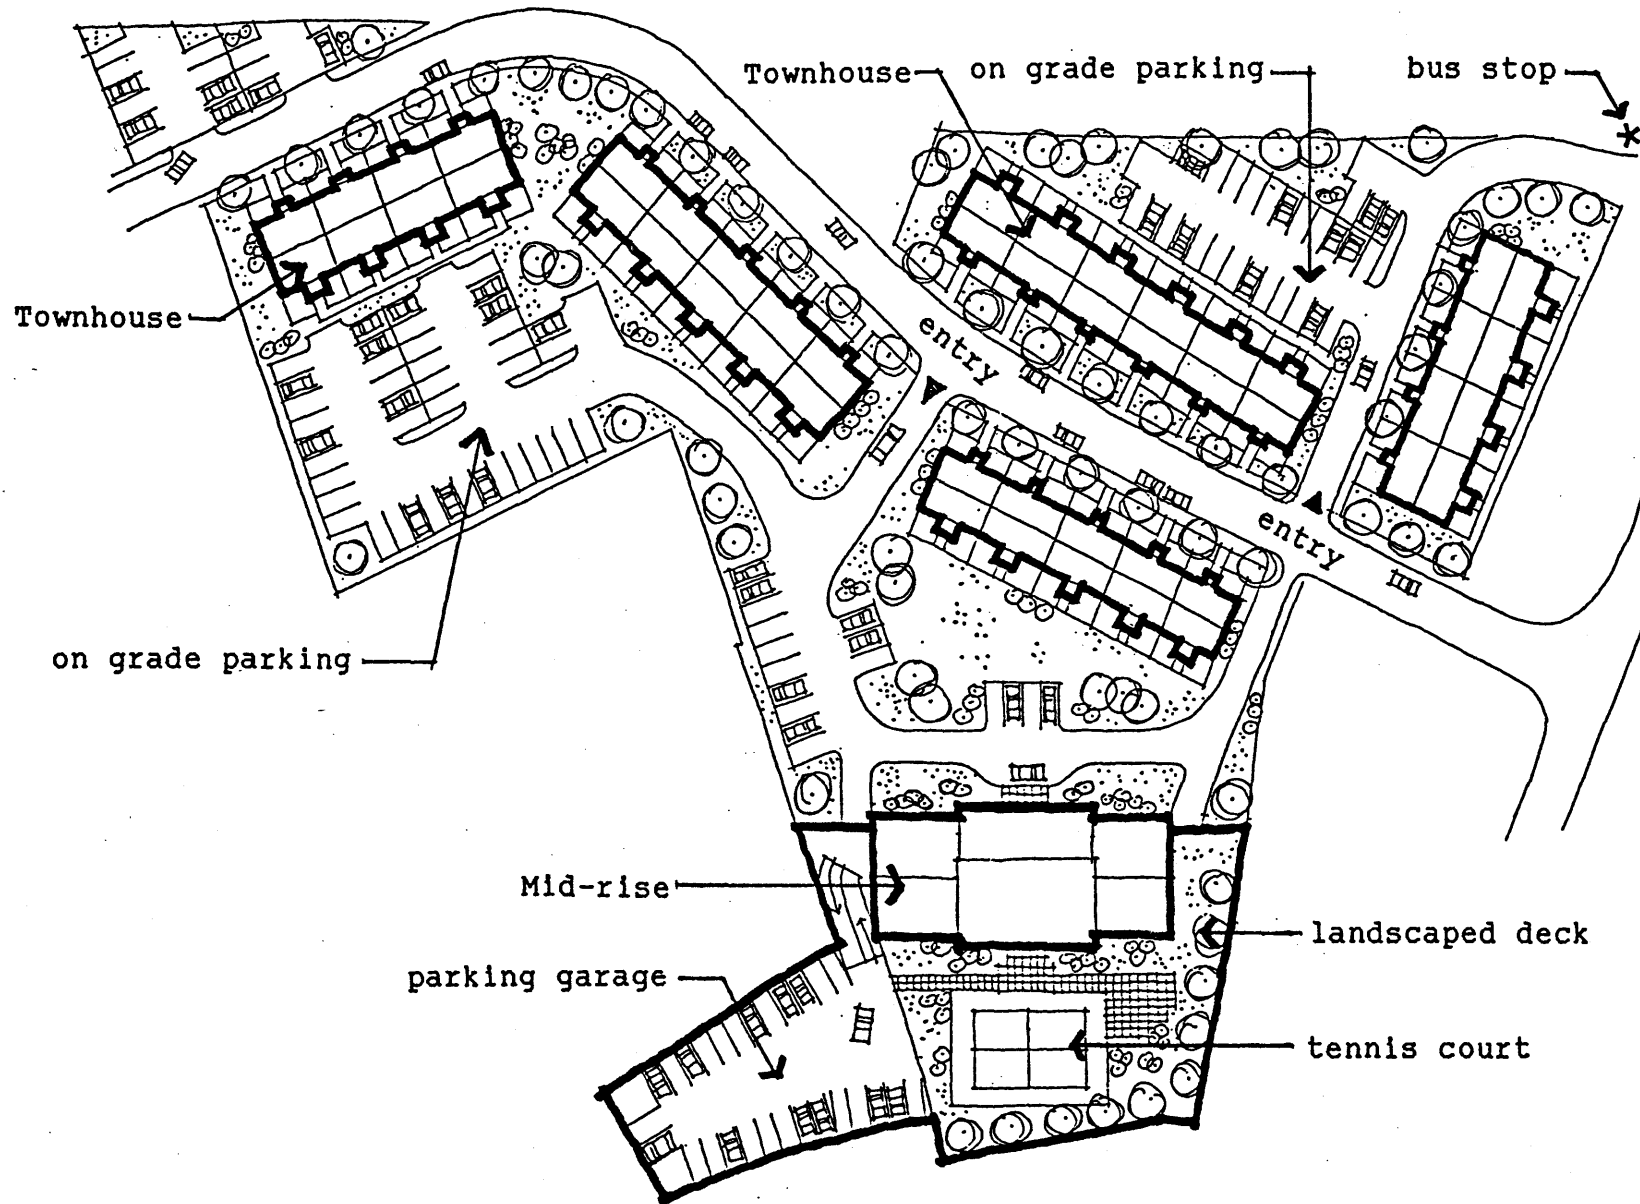 Townhouse
on grade parking
bus stop
Townhouse
entry
entry
on grade parking
Mid-rise
landscaped deck
parking garage
tennis court